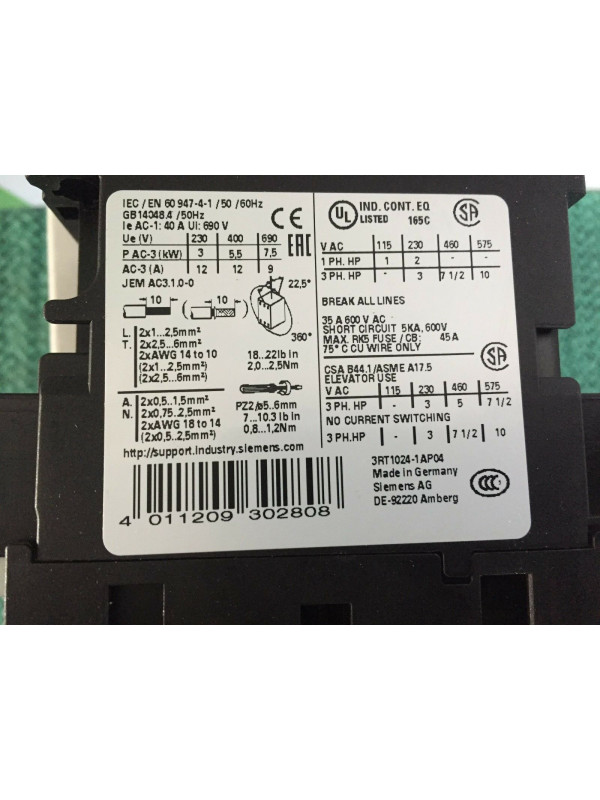 IEC / EN 60 947-4-1 / 50 / 60Hz
GB14048.4 / 50Hz
Ie AC-1: 40 A Ui: 690 V
CE
Ue (V) 230 400 690
P AC-3 (kW) 3 5,5 7,5
AC-3 (A) 12 12 9
EAC
JEM AC3.1.0-0
10 10 22,5°
360°
L. 2x1...2,5mm²
T. 2x2,5...6mm²
2xAWG 14 to 10
(2x1...2,5mm²)
(2x2,5...6mm²)
18...22lb in
2,0...2,5Nm
A. 2x0,5...1,5mm²
N. 2x0,75..2,5mm²
2xAWG 18 to 14
(2x0,5..2,5mm²)
PZ2/ø5..6mm
7...10.3 lb in
0,8...1,2Nm
http://support.industry.siemens.com
4 011209 302808
UL IND. CONT. EQ
LISTED 165C
SA
V AC 115 230 460 575
1 PH. HP 1 2 - -
3 PH. HP - 3 7 1/2 10
BREAK ALL LINES
35 A 600 V AC
SHORT CIRCUIT 5KA, 600V
MAX. RK5 FUSE / CB: 45A
75° C CU WIRE ONLY
SA
CSA B44.1/ASME A17.5
ELEVATOR USE
V AC 115 230 460 575
3 PH. HP - 3 5 7 1/2
NO CURRENT SWITCHING
3 PH.HP - 3 7 1/2 10
3RT1024-1AP04
Made in Germany
Siemens AG
DE-92220 Amberg
CCC